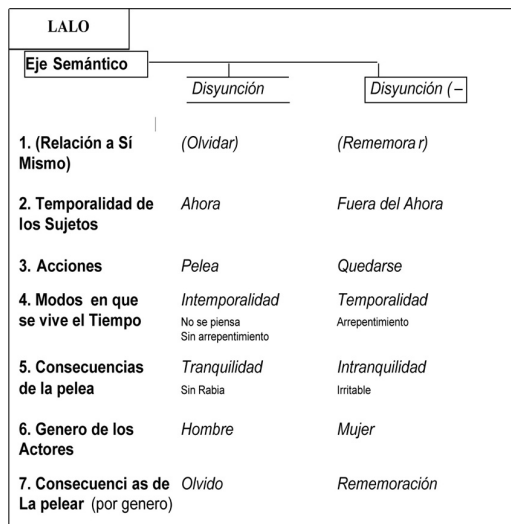 LALO
Eje Semántico
Disyunción
Disyunción (–
1. (Relación a Sí
Mismo)
(Olvidar)
(Rememora r)
2. Temporalidad de
los Sujetos
Ahora
Fuera del Ahora
3. Acciones
Pelea
Quedarse
4. Modos en que
se vive el Tiempo
Intemporalidad
No se piensa
Sin arrepentimiento
Temporalidad
Arrepentimiento
5. Consecuencias
de la pelea
Tranquilidad
Sin Rabia
Intranquilidad
Irritable
6. Genero de los
Actores
Hombre
Mujer
7. Consecuenci as de
La pelear (por genero)
Olvido
Rememoración